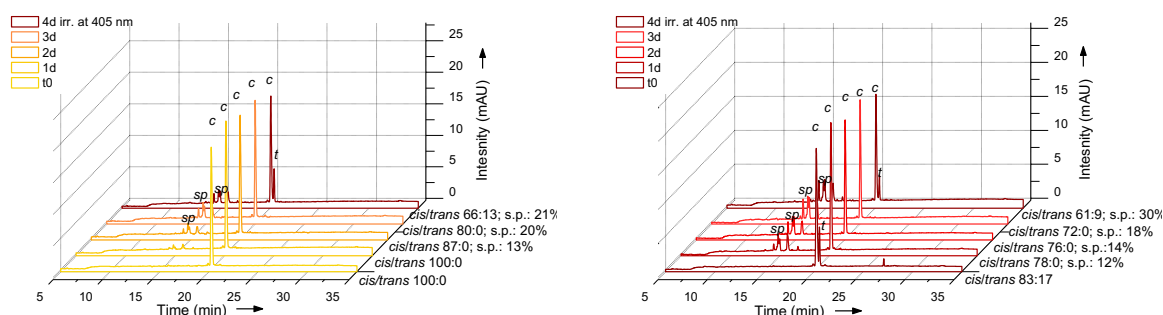 4d irr. at 405 nm
3d
2d
1d
t0
25
20
15
10
5
0
Intesnity (mAU)
c
c
c
c
c
t
sp
sp
sp
cis/trans 66:13; s.p.: 21%
cis/trans 80:0; s.p.: 20%
cis/trans 87:0; s.p.: 13%
cis/trans 100:0
cis/trans 100:0
5
10
15
20
25
30
35
Time (min)
4d irr. at 405 nm
3d
2d
1d
t0
25
20
15
10
5
0
Intesnity (mAU)
c
c
c
c
c
t
sp
sp
sp
sp
t
cis/trans 61:9; s.p.: 30%
cis/trans 72:0; s.p.: 18%
cis/trans 76:0; s.p.:14%
cis/trans 78:0; s.p.: 12%
cis/trans 83:17
5
10
15
20
25
30
35
Time (min)